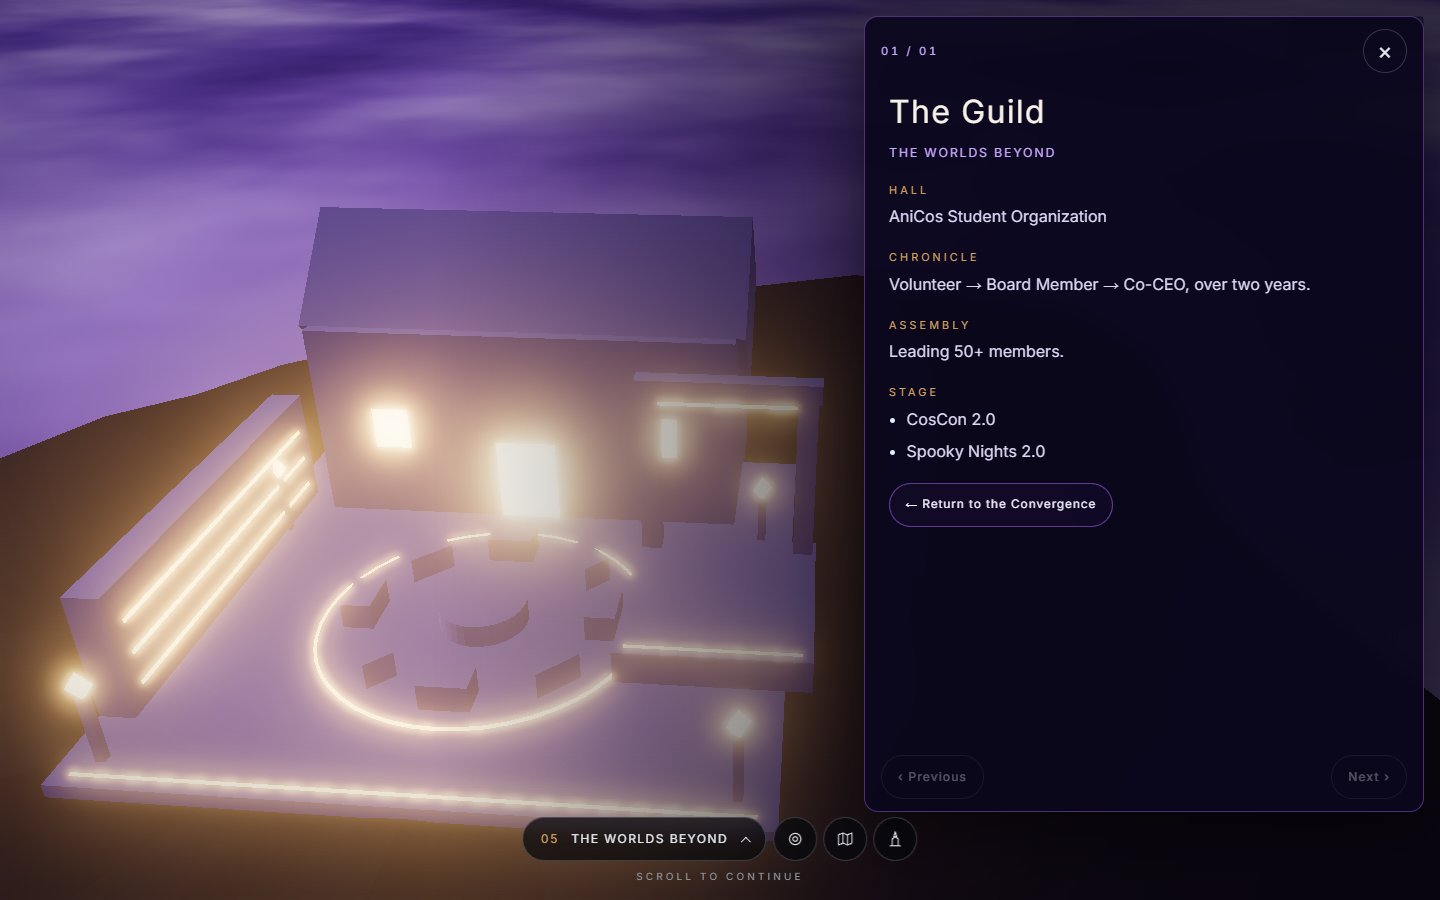 01 / 01
×
The Guild
THE WORLDS BEYOND
HALL
AniCos Student Organization
CHRONICLE
Volunteer → Board Member → Co-CEO, over two years.
ASSEMBLY
Leading 50+ members.
STAGE
• CosCon 2.0
• Spooky Nights 2.0
← Return to the Convergence
‹ Previous
Next ›
05 THE WORLDS BEYOND
SCROLL TO CONTINUE